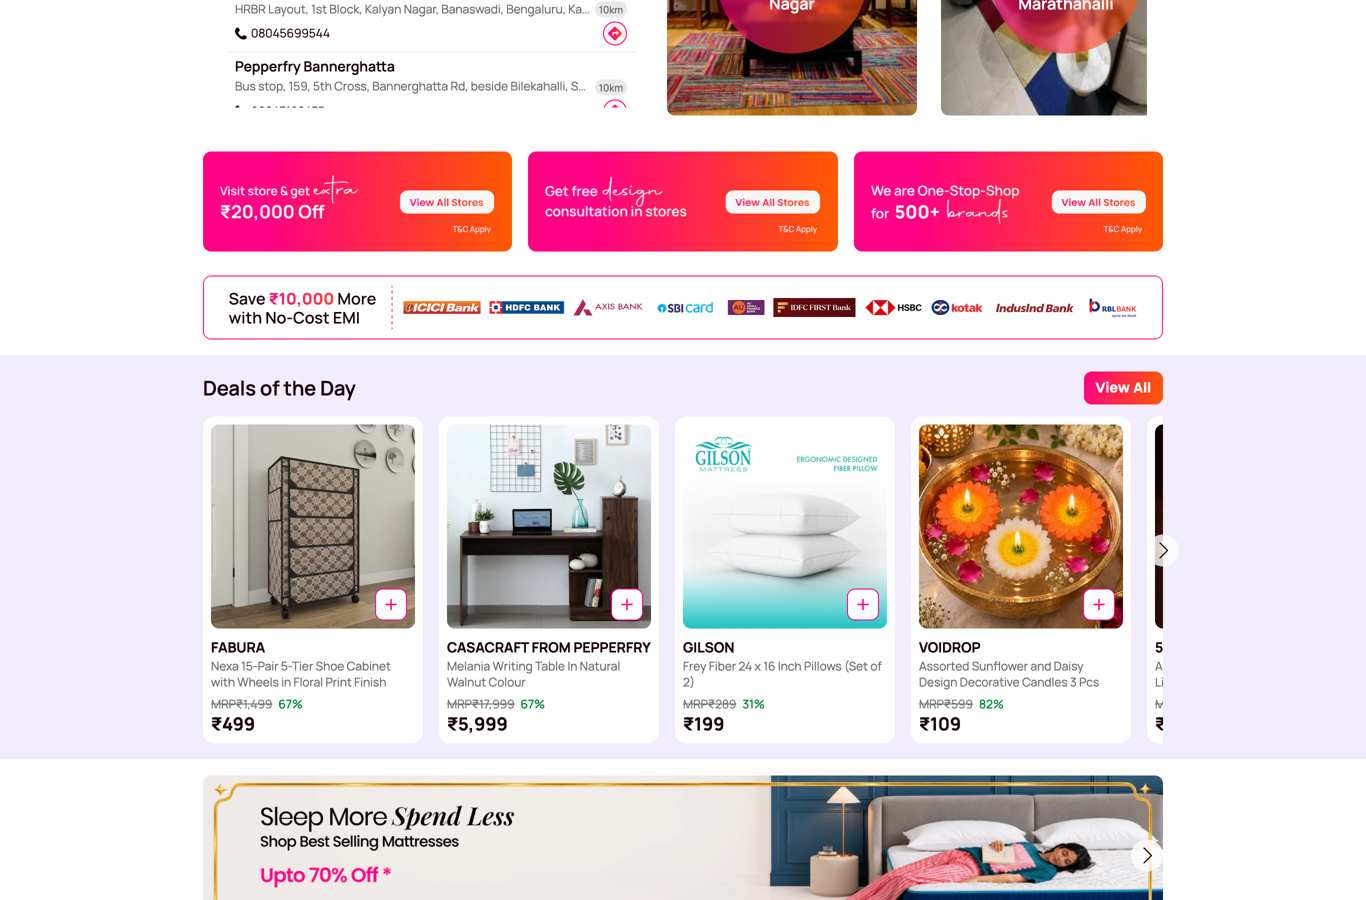 HRBR Layout, 1st Block, Kalyan Nagar, Banaswadi, Bengaluru, Ka...
10km
08045699544
Pepperfry Bannerghatta
Bus stop, 159, 5th Cross, Bannerghatta Rd, beside Bilekahalli, S...
10km
Nagar
Marathahalli
Visit store & get extra
₹20,000 Off
View All Stores
T&C Apply
Get free design
consultation in stores
View All Stores
T&C Apply
We are One-Stop-Shop
for 500+ brands
View All Stores
T&C Apply
Save ₹10,000 More
with No-Cost EMI
ICICI Bank
HDFC BANK
AXIS BANK
SBI card
AU
IDFC FIRST Bank
HSBC
kotak
IndusInd Bank
RBLBANK
Deals of the Day
View All
GILSON
MATTRESS
ERGONOMIC DESIGNED
FIBER PILLOW
FABURA
Nexa 15-Pair 5-Tier Shoe Cabinet
with Wheels in Floral Print Finish
MRP₹1,499 67%
₹499
CASACRAFT FROM PEPPERFRY
Melania Writing Table In Natural
Walnut Colour
MRP₹17,999 67%
₹5,999
GILSON
Frey Fiber 24 x 16 Inch Pillows (Set of
2)
MRP₹289 31%
₹199
VOIDROP
Assorted Sunflower and Daisy
Design Decorative Candles 3 Pcs
MRP₹599 82%
₹109
5
A
Li
₹
Sleep More Spend Less
Shop Best Selling Mattresses
Upto 70% Off *